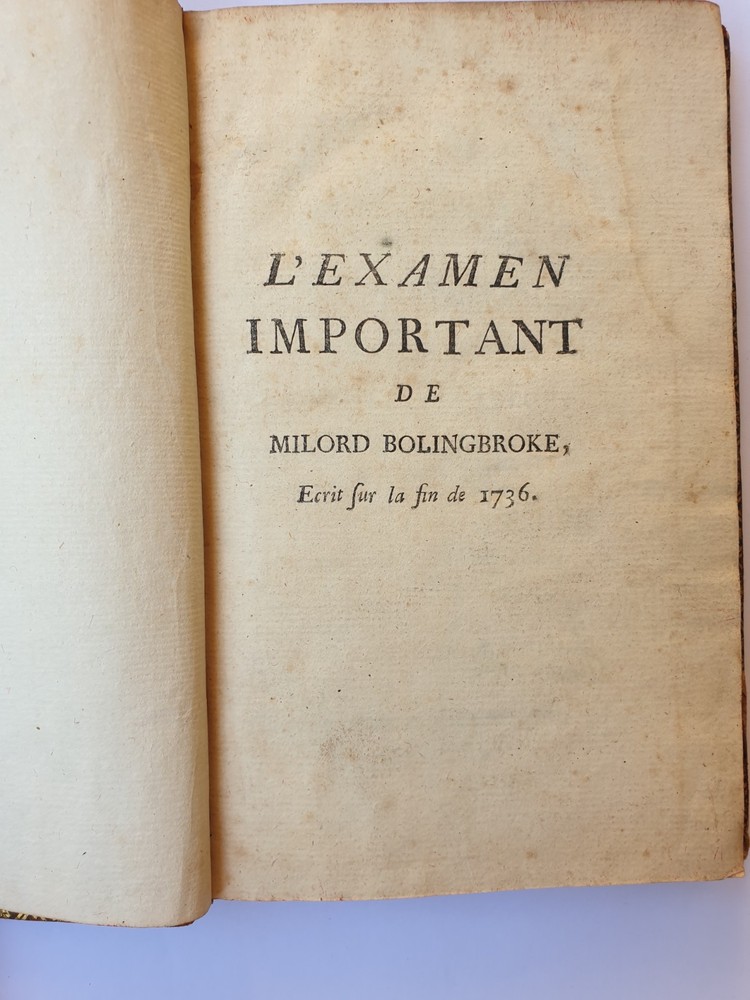 L'EXAMEN
IMPORTANT
DE
MILORD BOLINGBROKE,
Ecrit ſur la fin de 1736.